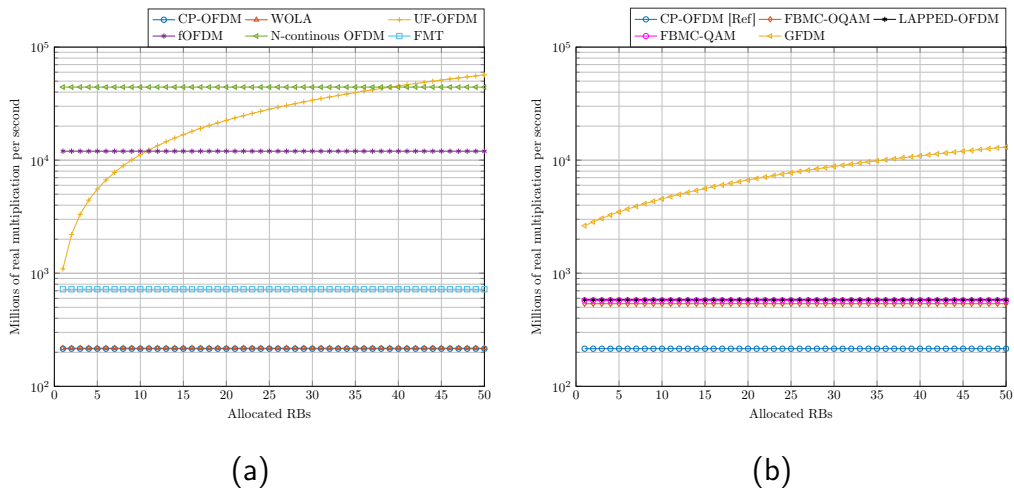 CP-OFDM WOLA UF-OFDM
fOFDM N-continous OFDM FMT
10^5
10^4
10^3
10^2
Millions of real multiplication per second
0 5 10 15 20 25 30 35 40 45 50
Allocated RBs
(a)
CP-OFDM [Ref] FBMC-OQAM LAPPED-OFDM
FBMC-QAM GFDM
10^5
10^4
10^3
10^2
Millions of real multiplication per second
0 5 10 15 20 25 30 35 40 45 50
Allocated RBs
(b)